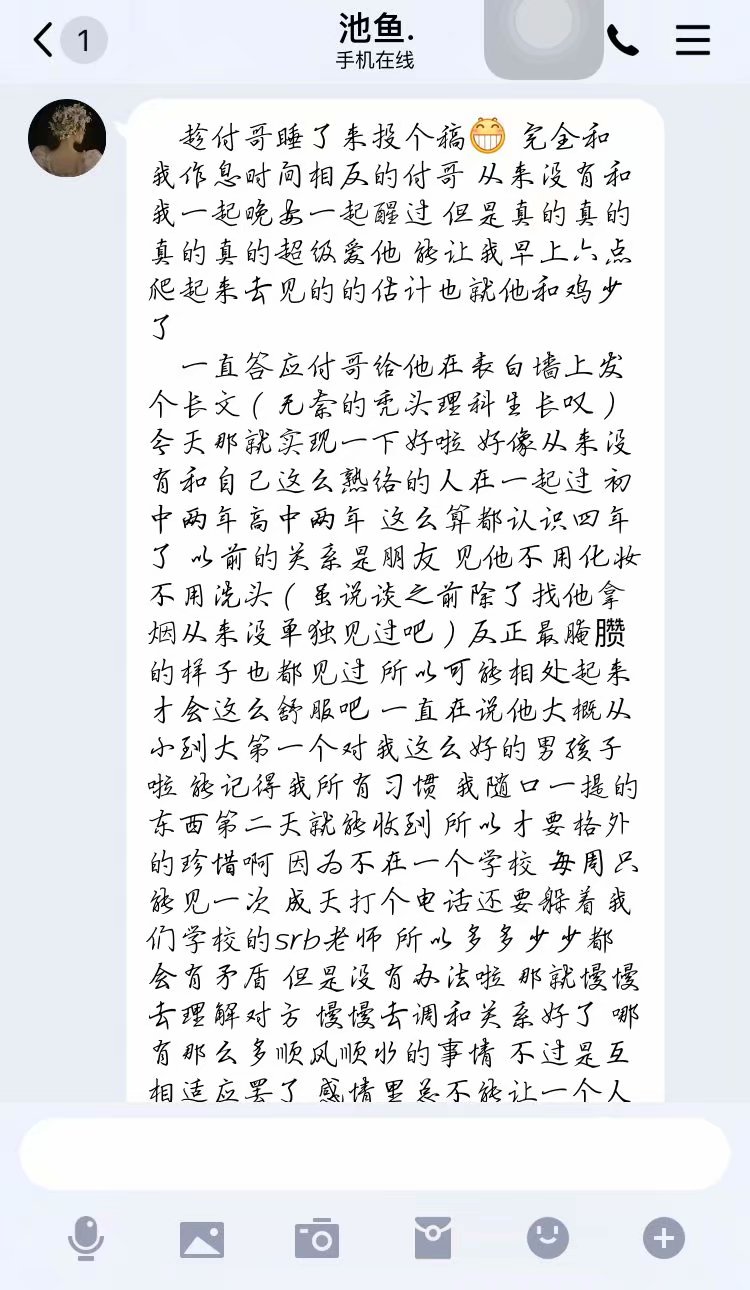 1
池鱼.
手机在线
趁付哥睡了来投个稿😁 完全和
我作息时间相反的付哥 从来没有和
我一起晚安一起醒过 但是真的真的
真的真的超级爱他 能让我早上六点
爬起来去见的的估计也就他和鸡少
了
一直答应付哥给他在表白墙上发
个长文（无奈的秃头理科生长叹）
今天那就实现一下好啦 好像从来没
有和自己这么熟络的人在一起过 初
中两年高中两年 这么算都认识四年
了 以前的关系是朋友 见他不用化妆
不用洗头（虽说谈之前除了找他拿
烟从来没单独见过吧）反正最腌臜
的样子也都见过 所以可能相处起来
才会这么舒服吧 一直在说他大概从
小到大第一个对我这么好的男孩子
啦 能记得我所有习惯 我随口一提的
东西第二天就能收到 所以才要格外
的珍惜啊 因为不在一个学校 每周只
能见一次 成天打个电话还要躲着我
们学校的srb老师 所以多多少少都
会有矛盾 但是没有办法啦 那就慢慢
去理解对方 慢慢去调和关系好了 哪
有那么多顺风顺水的事情 不过是互
相适应罢了 感情里总不能让一个人